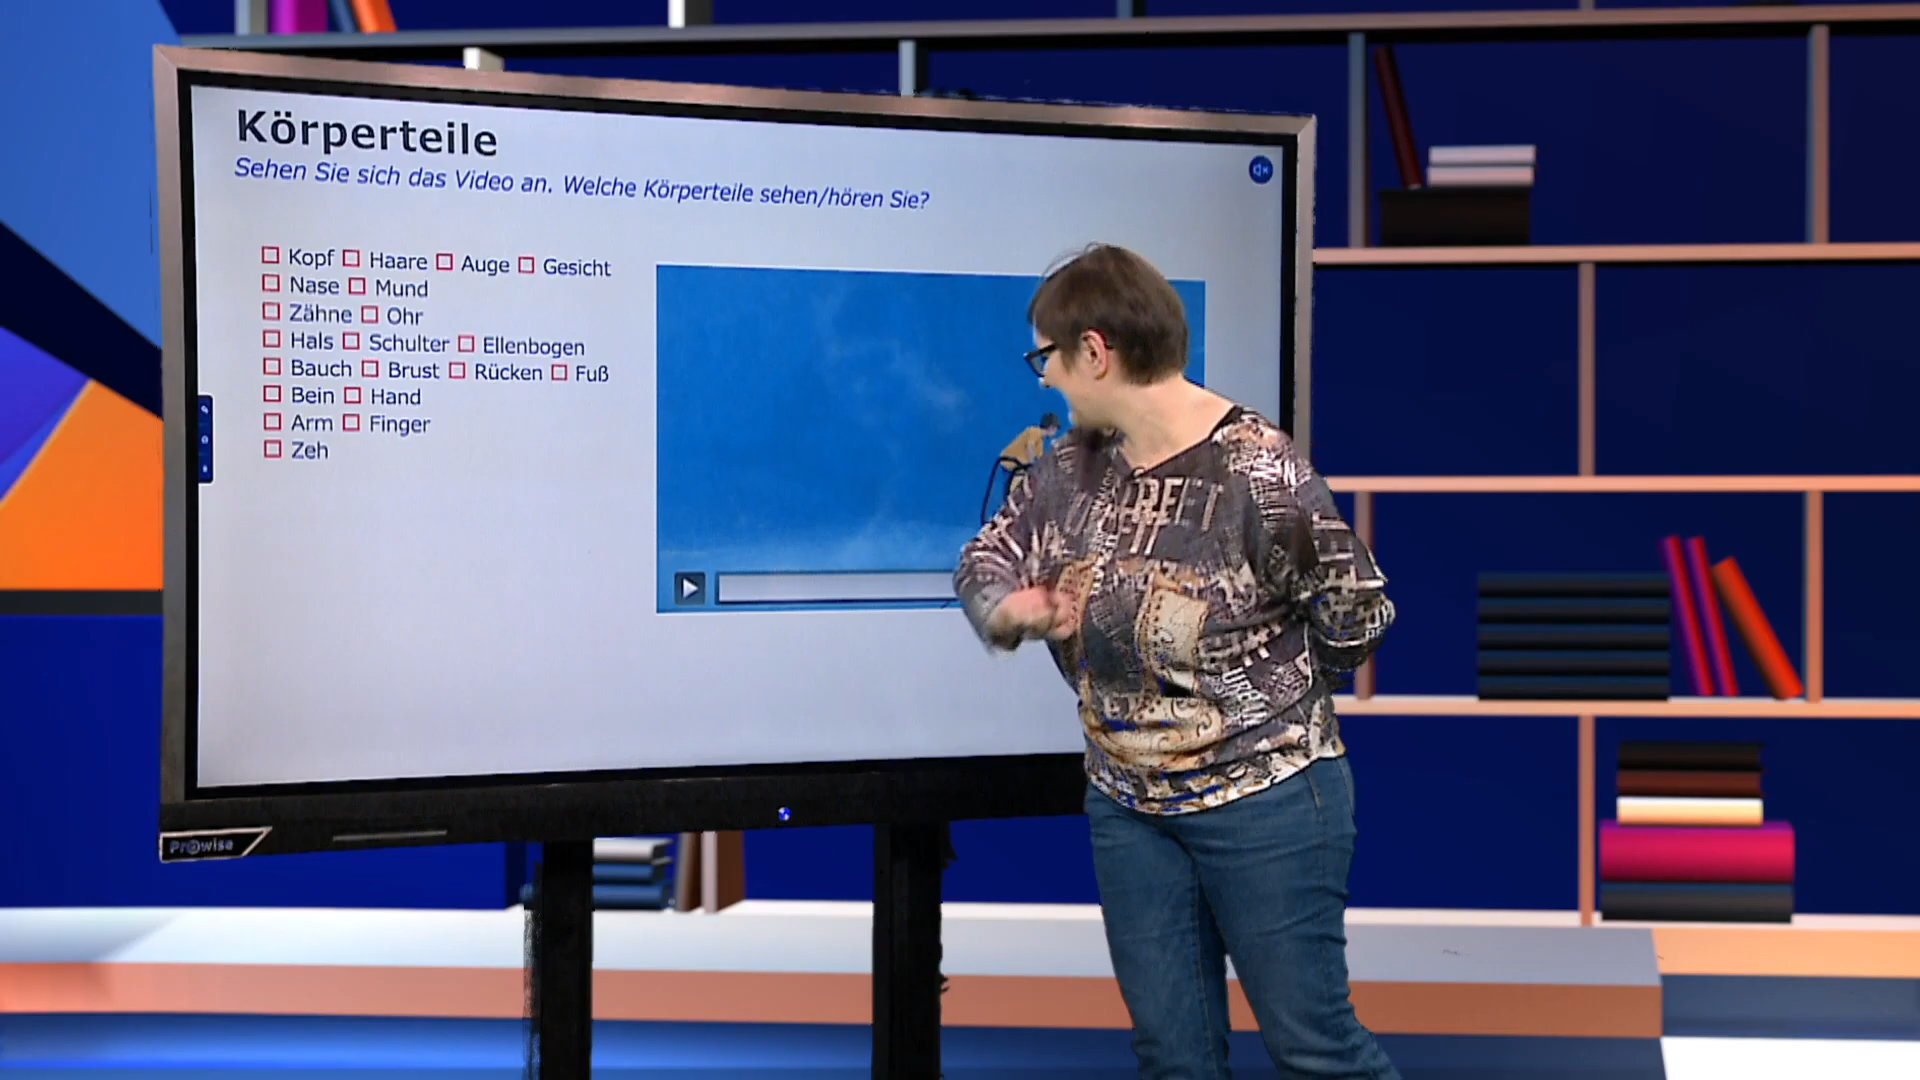 Körperteile
Sehen Sie sich das Video an. Welche Körperteile sehen/hören Sie?
Kopf Haare Auge Gesicht
Nase Mund
Zähne Ohr
Hals Schulter Ellenbogen
Bauch Brust Rücken Fuß
Bein Hand
Arm Finger
Zeh
Prowise